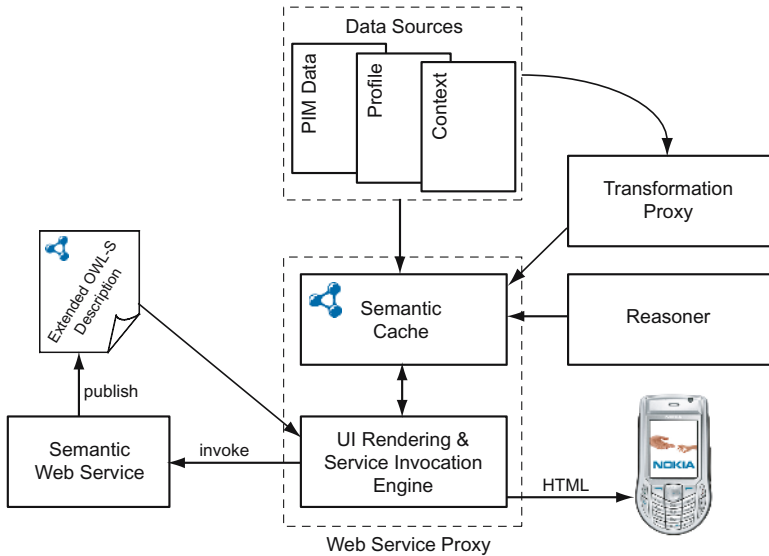 Data Sources
PIM Data
Profile
Context
Transformation
Proxy
Extended OWL-S
Description
Semantic
Cache
Reasoner
publish
Semantic
Web Service
invoke
UI Rendering &
Service Invocation
Engine
HTML
NOKIA
Web Service Proxy